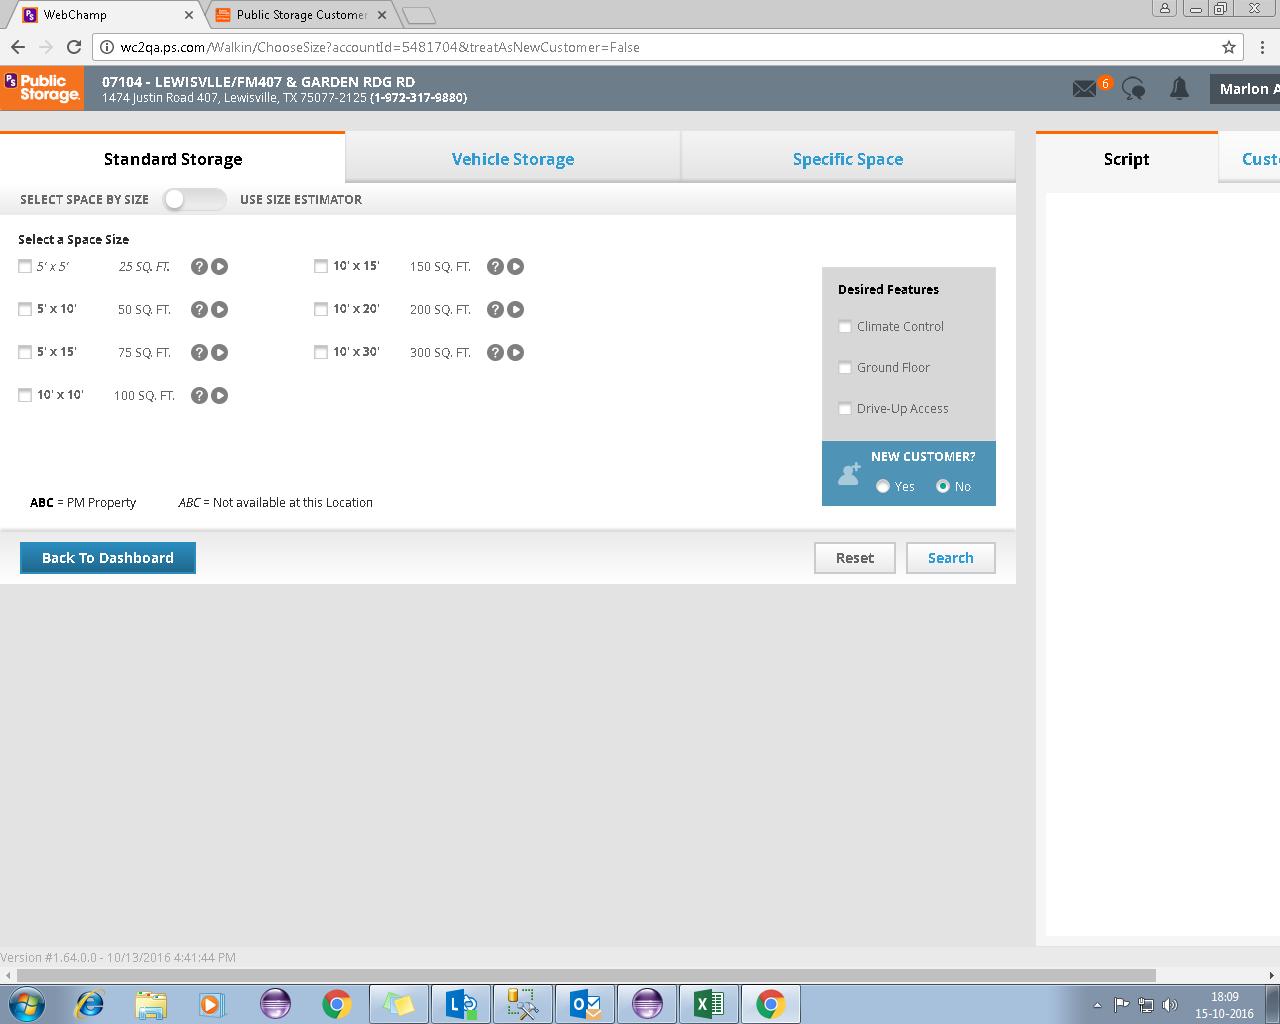 WebChamp
Public Storage Customer
wc2qa.ps.com/Walkin/ChooseSize?accountId=5481704&treatAsNewCustomer=False
PS Public Storage.
07104 - LEWISVLLE/FM407 & GARDEN RDG RD
1474 Justin Road 407, Lewisville, TX 75077-2125 (1-972-317-9880)
6
Marlon A
Standard Storage
Vehicle Storage
Specific Space
Script
Cust
SELECT SPACE BY SIZE
USE SIZE ESTIMATOR
Select a Space Size
5' x 5' 25 SQ. FT. ?
10' x 15' 150 SQ. FT. ?
5' x 10' 50 SQ. FT. ?
10' x 20' 200 SQ. FT. ?
5' x 15' 75 SQ. FT. ?
10' x 30' 300 SQ. FT. ?
10' x 10' 100 SQ. FT. ?
Desired Features
Climate Control
Ground Floor
Drive-Up Access
NEW CUSTOMER?
Yes
No
ABC = PM Property
ABC = Not available at this Location
Back To Dashboard
Reset
Search
Version #1.64.0.0 - 10/13/2016 4:41:44 PM
18:09
15-10-2016